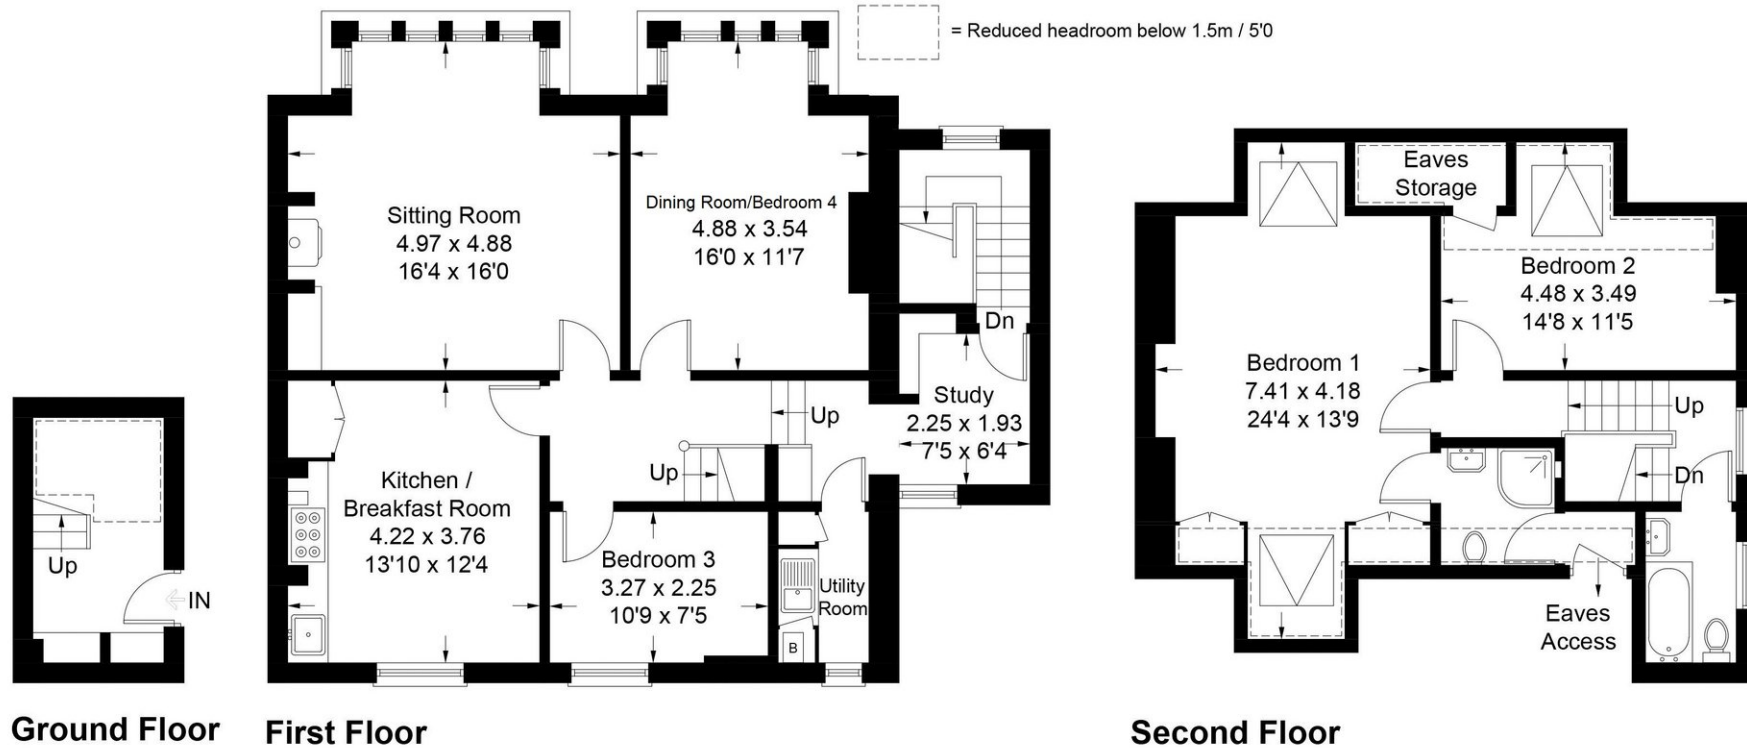 = Reduced headroom below 1.5m / 5'0
Up
IN
Ground Floor
Sitting Room
4.97 x 4.88
16'4 x 16'0
Dining Room/Bedroom 4
4.88 x 3.54
16'0 x 11'7
Dn
Study
2.25 x 1.93
7'5 x 6'4
Up
Up
Kitchen /
Breakfast Room
4.22 x 3.76
13'10 x 12'4
Bedroom 3
3.27 x 2.25
10'9 x 7'5
Utility
Room
B
First Floor
Eaves
Storage
Bedroom 2
4.48 x 3.49
14'8 x 11'5
Bedroom 1
7.41 x 4.18
24'4 x 13'9
Up
Dn
Eaves
Access
Second Floor